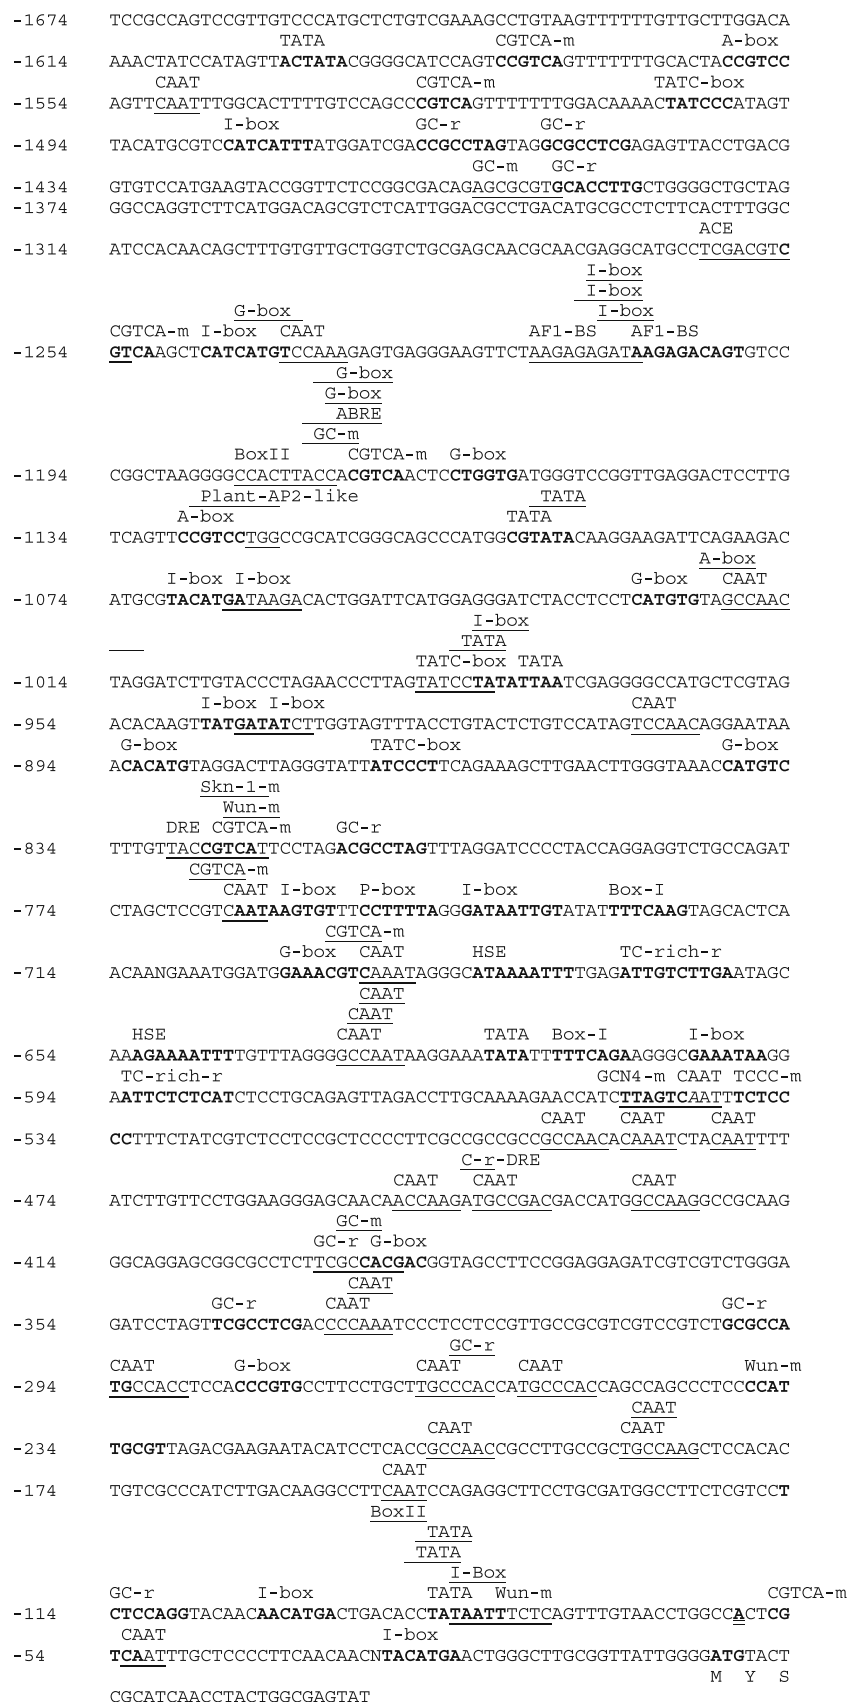 -1674 TCCGCCAGTCCGTTGTCCCATGCTCTGTCGAAAGCCTGTAAGTTTTTTGTTGCTTGGACA
TATA CGTCA-m A-box
-1614 AAACTATCCATAGTTACTATACGGGGCATCCAGTCCGTCAGTTTTTTTGCACTACCGTCC
CAAT CGTCA-m TATC-box
-1554 AGTTCAATTTGGCACTTTTGTCCAGCCCGTCAGTTTTTTTGGACAAAACTATCCCATAGT
I-box GC-r GC-r
-1494 TACATGCGTCCATCATTTATGGATCGACCGCCTAGTAGGCGCCTCGAGAGTTACCTGACG
GC-m GC-r
-1434 GTGTCCATGAAGTACCGGTTCTCCGGCGACAGAGCGCGTGCACCTTGCTGGGGCTGCTAG
-1374 GGCCAGGTCTTCATGGACAGCGTCTCATTGGACGCCTGACATGCGCCTCTTCACTTTGGC
ACE
-1314 ATCCACAACAGCTTTGTGTTGCTGGTCTGCGAGCAACGCAACGAGGCATGCCTCGACGTC
I-box
I-box
G-box I-box
CGTCA-m I-box CAAT AF1-BS AF1-BS
-1254 GTCAAGCTCATCATGTCCAAAGAGTGAGGGAAGTTCTAAGAGAGATAAGAGACAGTGTCC
G-box
G-box
ABRE
GC-m
BoxII CGTCA-m G-box
-1194 CGGCTAAGGGGCCACTTACCACGTCAACTCCTGGTGATGGGTCCGGTTGAGGACTCCTTG
Plant-AP2-like TATA
A-box TATA
-1134 TCAGTTCCGTCCTGGCCGCATCGGGCAGCCCATGGCGTATACAAGGAAGATTCAGAAGAC
A-box
I-box I-box G-box CAAT
-1074 ATGCGTACATGATAAGACACTGGATTCATGGAGGGATCTACCTCCTCATGTGTAGCCAAC
I-box
TATA
TATC-box TATA
-1014 TAGGATCTTGTACCCTAGAACCCTTAGTATCCTATATTAATCGAGGGGCCATGCTCGTAG
I-box I-box CAAT
-954 ACACAAGTTATGATATCTTGGTAGTTTACCTGTACTCTGTCCATAGTCCAACAGGAATAA
G-box TATC-box G-box
-894 ACACATGTAGGACTTAGGGTATTATCCCTTCAGAAAGCTTGAACTTGGGTAAACCATGTC
Skn-1-m
Wun-m
DRE CGTCA-m GC-r
-834 TTTGTTACCGTCATTCCTAGACGCCTAGTTTAGGATCCCCTACCAGGAGGTCTGCCAGAT
CGTCA-m
CAAT I-box P-box I-box Box-I
-774 CTAGCTCCGTCAATAAGTGTTTCCTTTTAGGGATAATTGTATATTTTCAAGTAGCACTCA
CGTCA-m
G-box CAAT HSE TC-rich-r
-714 ACAANGAAATGGATGGAAACGTCAAATAGGGCATAAAATTTTGAGATTGTCTTGAATAGC
CAAT
CAAT
HSE CAAT TATA Box-I I-box
-654 AAAGAAAATTTTGTTTAGGGGCCAATAAGGAAATATATTTTTCAGAAGGGCGAAATAAGG
TC-rich-r GCN4-m CAAT TCCC-m
-594 AATTCTCTCATCTCCTGCAGAGTTAGACCTTGCAAAAGAACCATCTTAGTCAATTTCTCC
CAAT CAAT CAAT
-534 CCTTTCTATCGTCTCCTCCGCTCCCCTTCGCCGCCGCCGCCAACACAAATCTACAATTTT
C-r-DRE
CAAT CAAT CAAT
-474 ATCTTGTTCCTGGAAGGGAGCAACAACCAAGATGCCGACGACCATGGCCAAGGCCGCAAG
GC-m
GC-r G-box
-414 GGCAGGAGCGGCGCCTCTTCGCCACGACGGTAGCCTTCCGGAGGAGATCGTCGTCTGGGA
CAAT
GC-r CAAT GC-r
-354 GATCCTAGTTCGCCTCGACCCCAAATCCCTCCTCCGTTGCCGCGTCGTCCGTCTGCGCCA
GC-r
CAAT G-box CAAT CAAT Wun-m
-294 TGCCACCTCCACCCGTGCCTTCCTGCTTGCCCACCATGCCCACCAGCCAGCCCTCCCCAT
CAAT
CAAT CAAT
-234 TGCGTTAGACGAAGAATACATCCTCACCGCCAACCGCCTTGCCGCTGCCAAGCTCCACAC
CAAT
-174 TGTCGCCCATCTTGACAAGGCCTTCAATCCAGAGGCTTCCTGCGATGGCCTTCTCGTCCT
BoxII
TATA
TATA
I-Box
GC-r I-box TATA Wun-m CGTCA-m
-114 CTCCAGGTACAACAACATGACTGACACCTATAATTTCTCAGTTTGTAACCTGGCCACTCG
CAAT I-box
-54 TCAATTTGCTCCCCTTCAACAACNTACATGAACTGGGCTTGCGGTTATTGGGGATGTACT
M Y S
CGCATCAACCTACTGGCGAGTAT